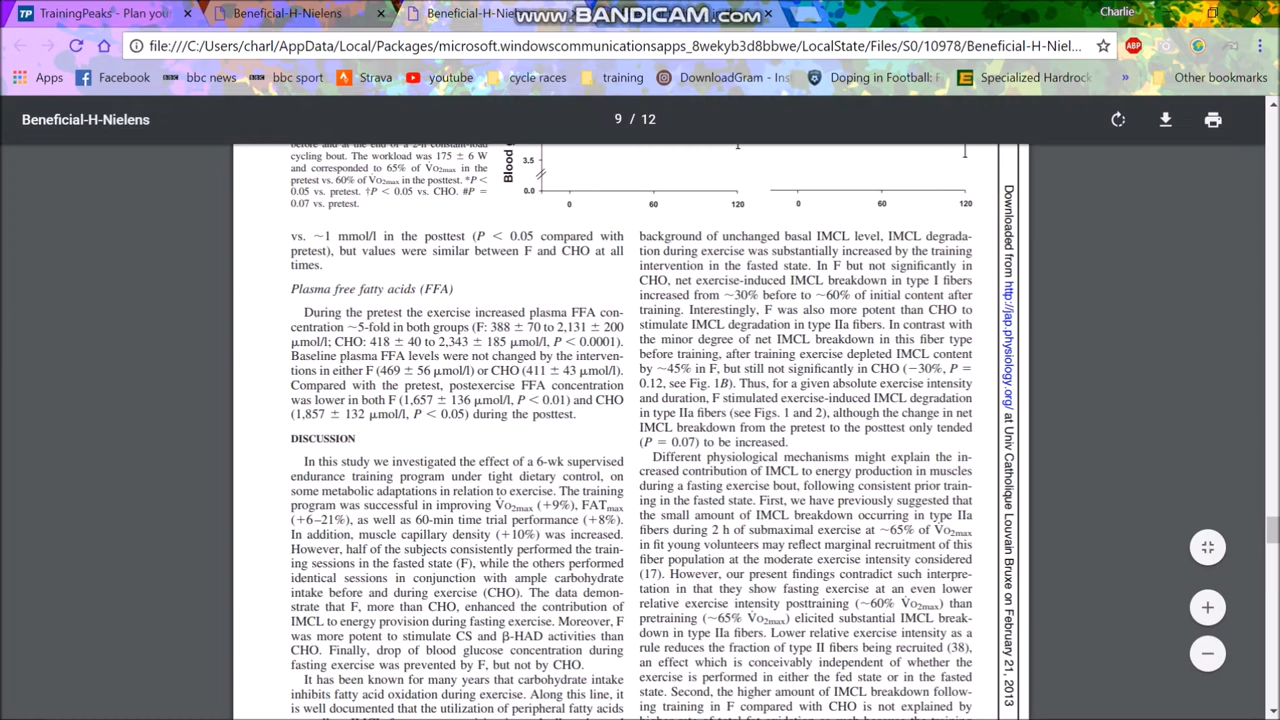 TrainingPeaks - Plan you
Beneficial-H-Nielens
Beneficial-H-Nielens
www.BANDICAM.com
Charlie
file:///C:/Users/charl/AppData/Local/Packages/microsoft.windowscommunicationsapps_8wekyb3d8bbwe/LocalState/Files/S0/10978/Beneficial-H-Niel...
ABP
Apps
Facebook
bbc news
bbc sport
Strava
youtube
cycle races
training
DownloadGram - Ins
Doping in Football: F
Specialized Hardrock
»
Other bookmarks
Beneficial-H-Nielens
9 / 12
before and at the end of a 2-h constant-load
cycling bout. The workload was 175 ± 6 W
and corresponded to 65% of V̇o2max in the
pretest vs. 60% of V̇o2max in the posttest. *P <
0.05 vs. pretest. †P < 0.05 vs. CHO. #P =
0.07 vs. pretest.
Blood
3.5
0.0
0 60 120
0 60 120
vs. ~1 mmol/l in the posttest (P < 0.05 compared with
pretest), but values were similar between F and CHO at all
times.
Plasma free fatty acids (FFA)
During the pretest the exercise increased plasma FFA con-
centration ~5-fold in both groups (F: 388 ± 70 to 2,131 ± 200
μmol/l; CHO: 418 ± 40 to 2,343 ± 185 μmol/l, P < 0.0001).
Baseline plasma FFA levels were not changed by the interven-
tions in either F (469 ± 56 μmol/l) or CHO (411 ± 43 μmol/l).
Compared with the pretest, postexercise FFA concentration
was lower in both F (1,657 ± 136 μmol/l, P < 0.01) and CHO
(1,857 ± 132 μmol/l, P < 0.05) during the posttest.
DISCUSSION
In this study we investigated the effect of a 6-wk supervised
endurance training program under tight dietary control, on
some metabolic adaptations in relation to exercise. The training
program was successful in improving V̇o2max (+9%), FATmax
(+6–21%), as well as 60-min time trial performance (+8%).
In addition, muscle capillary density (+10%) was increased.
However, half of the subjects consistently performed the train-
ing sessions in the fasted state (F), while the others performed
identical sessions in conjunction with ample carbohydrate
intake before and during exercise (CHO). The data demon-
strate that F, more than CHO, enhanced the contribution of
IMCL to energy provision during fasting exercise. Moreover, F
was more potent to stimulate CS and β-HAD activities than
CHO. Finally, drop of blood glucose concentration during
fasting exercise was prevented by F, but not by CHO.
It has been known for many years that carbohydrate intake
inhibits fatty acid oxidation during exercise. Along this line, it
is well documented that the utilization of peripheral fatty acids
background of unchanged basal IMCL level, IMCL degrada-
tion during exercise was substantially increased by the training
intervention in the fasted state. In F but not significantly in
CHO, net exercise-induced IMCL breakdown in type I fibers
increased from ~30% before to ~60% of initial content after
training. Interestingly, F was also more potent than CHO to
stimulate IMCL degradation in type IIa fibers. In contrast with
the minor degree of net IMCL breakdown in this fiber type
before training, after training exercise depleted IMCL content
by ~45% in F, but still not significantly in CHO (−30%, P =
0.12, see Fig. 1B). Thus, for a given absolute exercise intensity
and duration, F stimulated exercise-induced IMCL degradation
in type IIa fibers (see Figs. 1 and 2), although the change in net
IMCL breakdown from the pretest to the posttest only tended
(P = 0.07) to be increased.
Different physiological mechanisms might explain the in-
creased contribution of IMCL to energy production in muscles
during a fasting exercise bout, following consistent prior train-
ing in the fasted state. First, we have previously suggested that
the small amount of IMCL breakdown occurring in type IIa
fibers during 2 h of submaximal exercise at ~65% of V̇o2max
in fit young volunteers may reflect marginal recruitment of this
fiber population at the moderate exercise intensity considered
(17). However, our present findings contradict such interpre-
tation in that they show fasting exercise at an even lower
relative exercise intensity posttraining (~60% V̇o2max) than
pretraining (~65% V̇o2max) elicited substantial IMCL break-
down in type IIa fibers. Lower relative exercise intensity as a
rule reduces the fraction of type II fibers being recruited (38),
an effect which is conceivably independent of whether the
exercise is performed in either the fed state or in the fasted
state. Second, the higher amount of IMCL breakdown follow-
ing training in F compared with CHO is not explained by
Downloaded from http://jap.physiology.org/ at Univ Catholique Louvain Bruxe on February 21, 2013